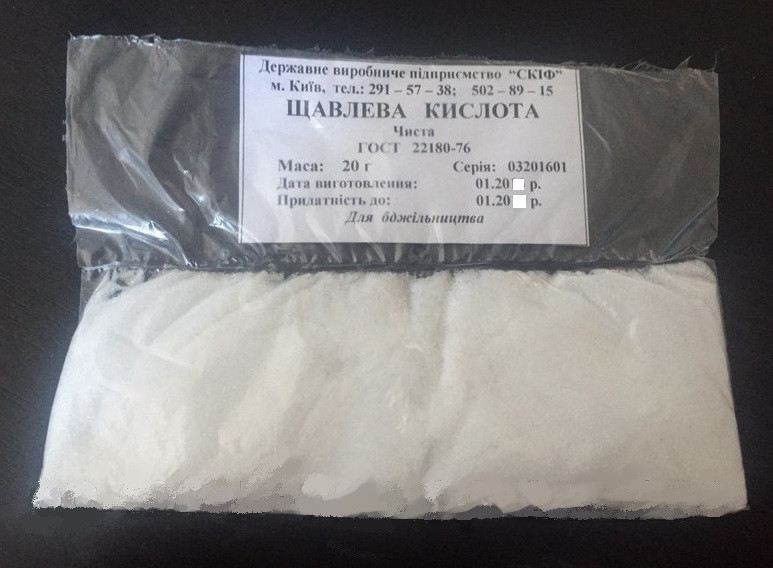 Державне виробниче підприємство "СКІФ"
м. Київ, тел.: 291 – 57 – 38; 502 – 89 – 15
ЩАВЛЕВА КИСЛОТА
Чиста
ГОСТ 22180-76
Маса: 20 г Серія: 03201601
Дата виготовлення: 01.20 р.
Придатність до: 01.20 р.
Для бджільництва